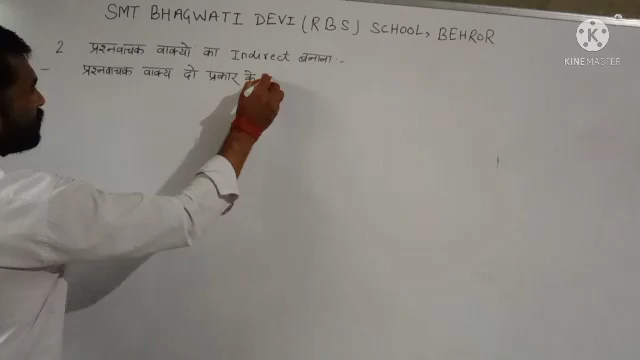 SMT BHAGWATI DEVI (RBS) SCHOOL, BEHROR
2 प्रश्नवाचक वाक्यो का Indirect बनाना :-
- प्रश्नवाचक वाक्य दो प्रकार के
KINEMASTER